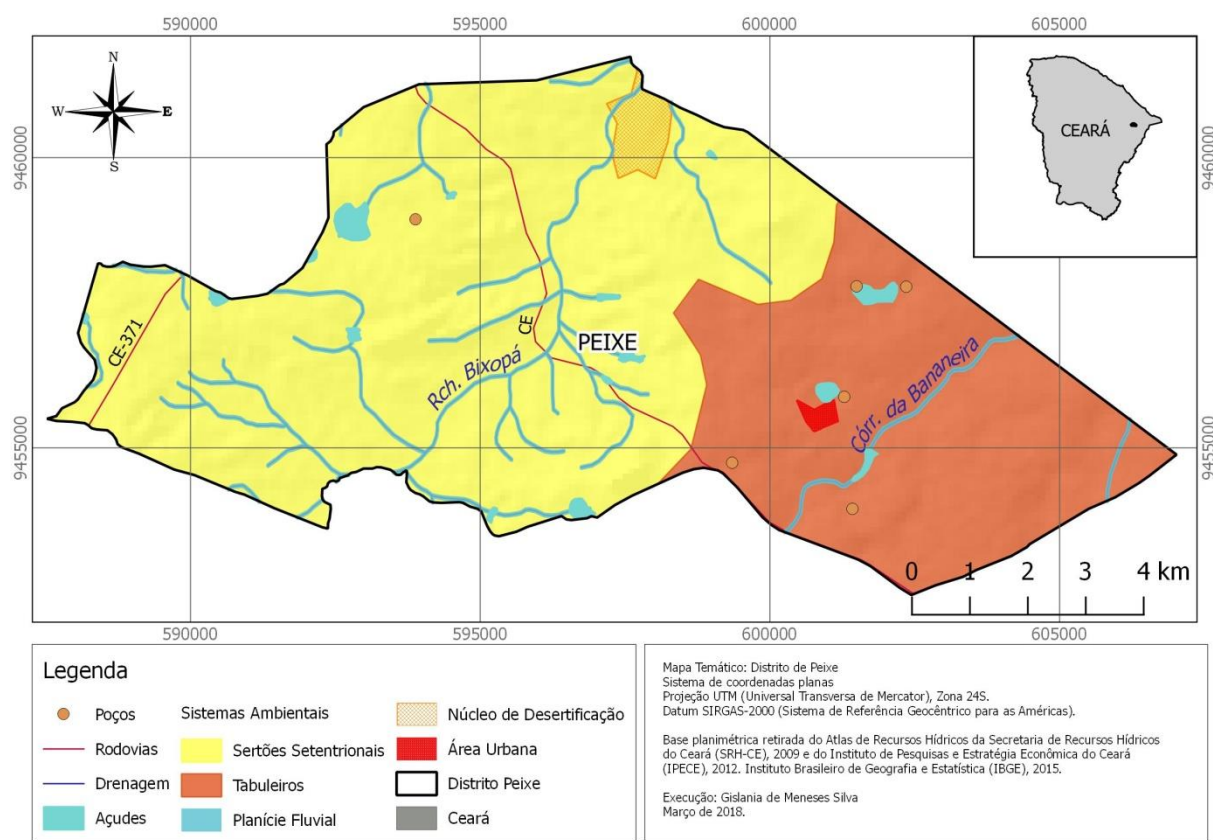 590000 595000 600000 605000
N
W E
S
CEARÁ
9460000 9460000
CE-371
CE
PEIXE
Rch. Bixopá
Córr. da Bananeira
9455000 9455000
0 1 2 3 4 km
590000 595000 600000 605000
Legenda
Poços
Rodovias
Drenagem
Açudes
Sistemas Ambientais
Sertões Setentrionais
Tabuleiros
Planície Fluvial
Núcleo de Desertificação
Área Urbana
Distrito Peixe
Ceará
Mapa Temático: Distrito de Peixe
Sistema de coordenadas planas
Projeção UTM (Universal Transversa de Mercator), Zona 24S.
Datum SIRGAS-2000 (Sistema de Referência Geocêntrico para as Américas).
Base planimétrica retirada do Atlas de Recursos Hídricos da Secretaria de Recursos Hídricos
do Ceará (SRH-CE), 2009 e do Instituto de Pesquisas e Estratégia Econômica do Ceará
(IPECE), 2012. Instituto Brasileiro de Geografia e Estatística (IBGE), 2015.
Execução: Gislania de Meneses Silva
Março de 2018.